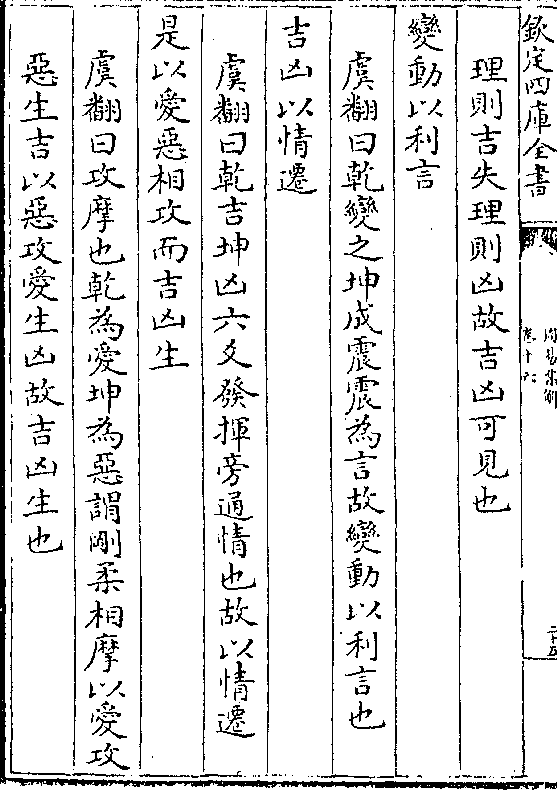 欽定四庫全書
周易集解
卷十六
二十五
理則吉失理則凶故吉凶可見也
變動以利言
虞翻曰乾變之坤成震震為言故變動以利言也
吉凶以情遷
虞翻曰乾吉坤凶六爻發揮旁通情也故以情遷
是以愛惡相攻而吉凶生
虞翻曰攻摩也乾為愛坤為惡謂剛柔相摩以愛攻
惡生吉以惡攻愛生凶故吉凶生也